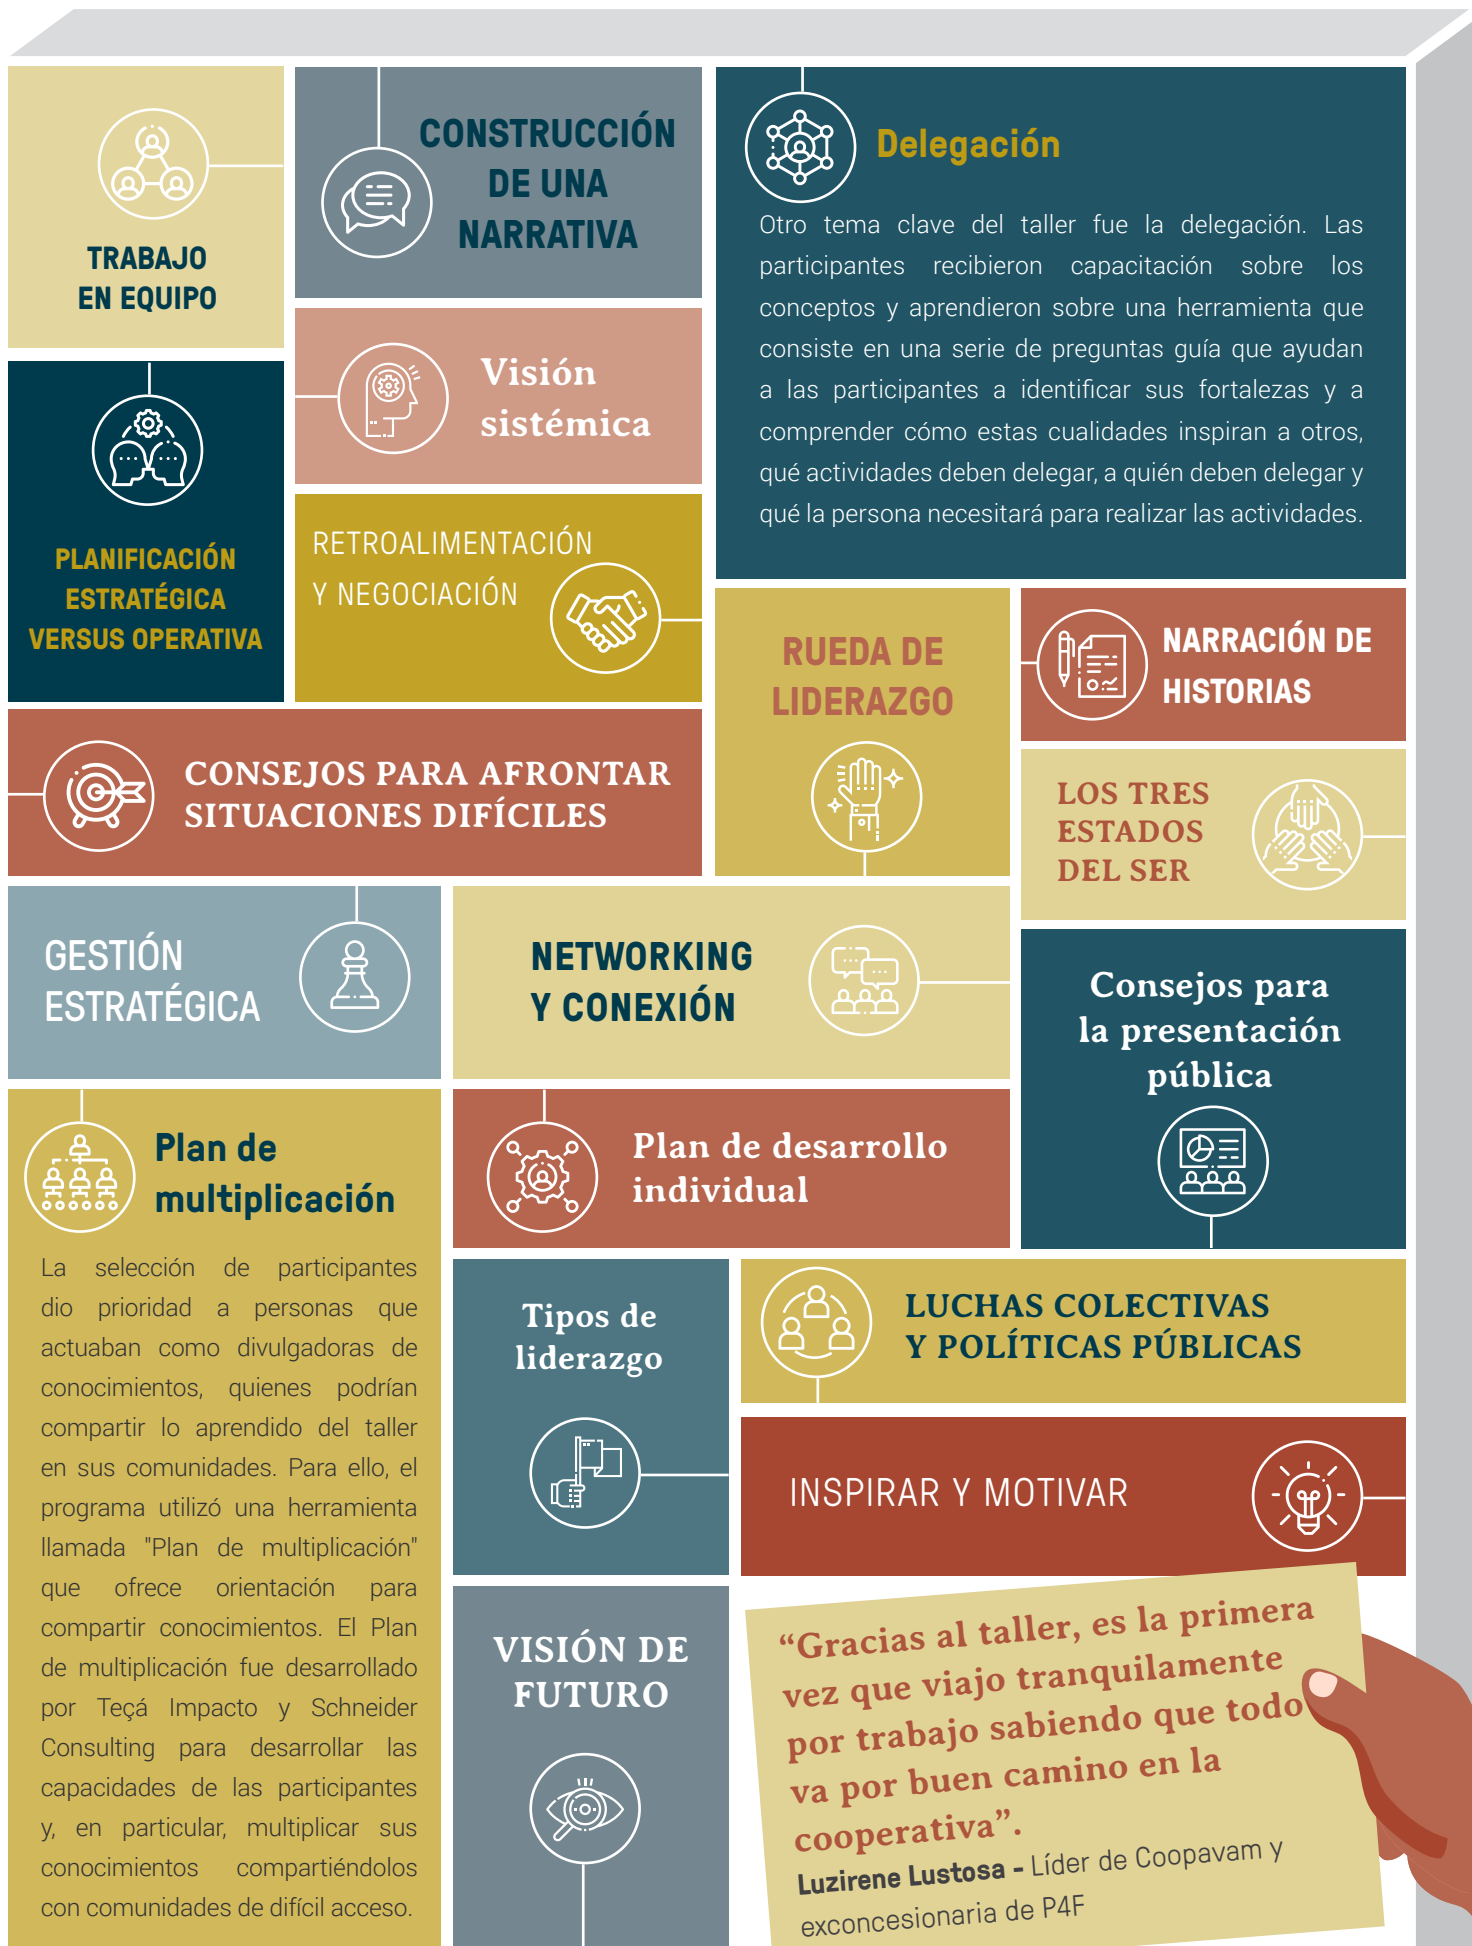 TRABAJO
EN EQUIPO
CONSTRUCCIÓN
DE UNA
NARRATIVA
Delegación
Otro tema clave del taller fue la delegación. Las
participantes recibieron capacitación sobre los
conceptos y aprendieron sobre una herramienta que
consiste en una serie de preguntas guía que ayudan
a las participantes a identificar sus fortalezas y a
comprender cómo estas cualidades inspiran a otros,
qué actividades deben delegar, a quién deben delegar y
qué la persona necesitará para realizar las actividades.
Visión
sistémica
PLANIFICACIÓN
ESTRATÉGICA
VERSUS OPERATIVA
RETROALIMENTACIÓN
Y NEGOCIACIÓN
RUEDA DE
LIDERAZGO
NARRACIÓN DE
HISTORIAS
CONSEJOS PARA AFRONTAR
SITUACIONES DIFÍCILES
LOS TRES
ESTADOS
DEL SER
GESTIÓN
ESTRATÉGICA
NETWORKING
Y CONEXIÓN
Consejos para
la presentación
pública
Plan de
multiplicación
La selección de participantes
dio prioridad a personas que
actuaban como divulgadoras de
conocimientos, quienes podrían
compartir lo aprendido del taller
en sus comunidades. Para ello, el
programa utilizó una herramienta
llamada "Plan de multiplicación"
que ofrece orientación para
compartir conocimientos. El Plan
de multiplicación fue desarrollado
por Teçá Impacto y Schneider
Consulting para desarrollar las
capacidades de las participantes
y, en particular, multiplicar sus
conocimientos compartiéndolos
con comunidades de difícil acceso.
Plan de desarrollo
individual
Tipos de
liderazgo
LUCHAS COLECTIVAS
Y POLÍTICAS PÚBLICAS
INSPIRAR Y MOTIVAR
VISIÓN DE
FUTURO
“Gracias al taller, es la primera
vez que viajo tranquilamente
por trabajo sabiendo que todo
va por buen camino en la
cooperativa”.
Luzirene Lustosa - Líder de Coopavam y
exconcesionaria de P4F